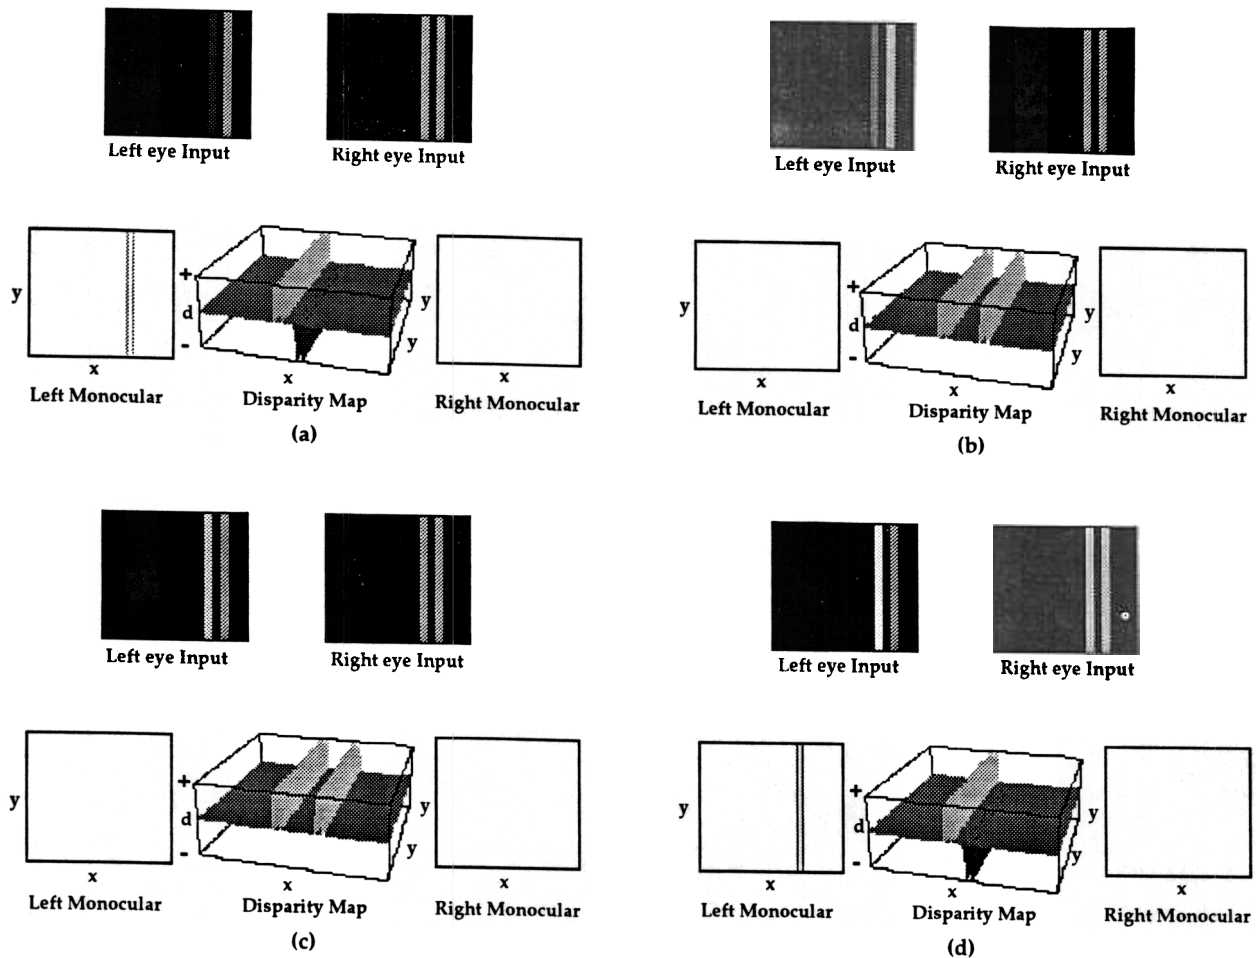 Left eye Input
Right eye Input
y
x
Left Monocular
+
d
-
x
y
Disparity Map
y
x
Right Monocular
(a)
Left eye Input
Right eye Input
y
x
Left Monocular
+
d
-
x
y
Disparity Map
y
x
Right Monocular
(b)
Left eye Input
Right eye Input
y
x
Left Monocular
+
d
-
x
y
Disparity Map
y
x
Right Monocular
(c)
Left eye Input
Right eye Input
y
x
Left Monocular
+
d
-
x
y
Disparity Map
y
x
Right Monocular
(d)